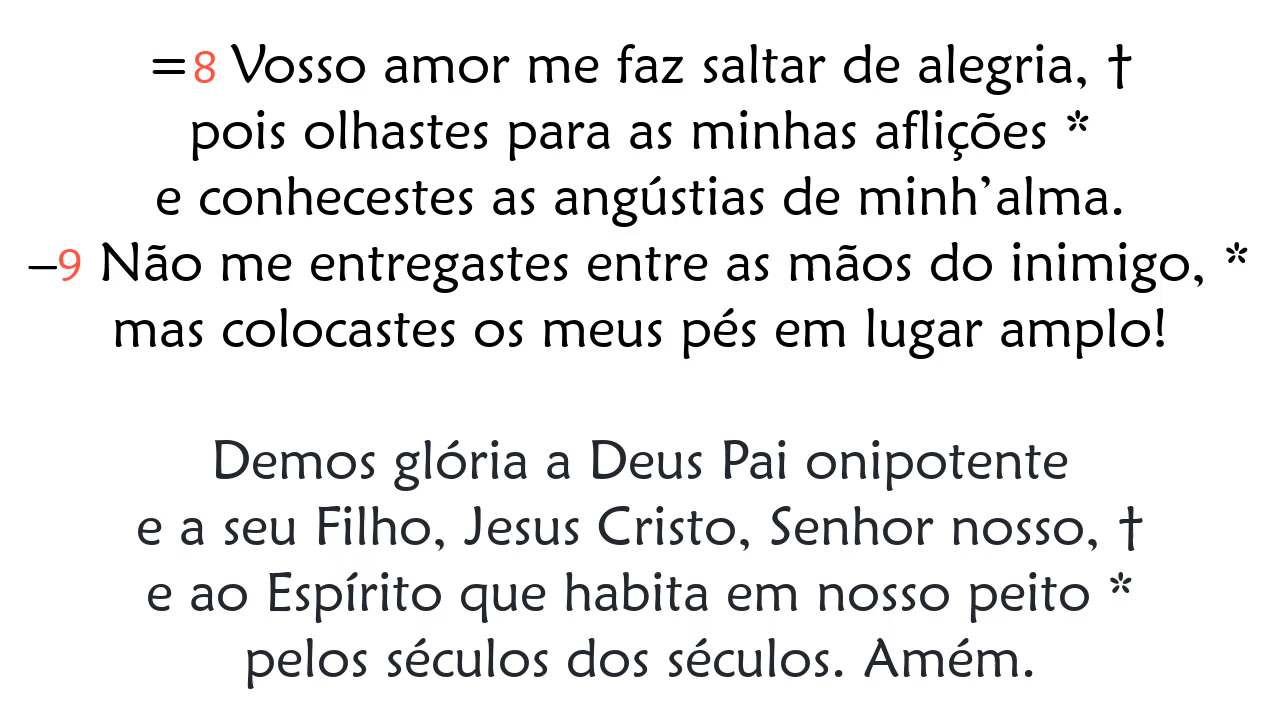 =8 Vosso amor me faz saltar de alegria, †
pois olhastes para as minhas aflições *
e conhecestes as angústias de minh’alma.
–9 Não me entregastes entre as mãos do inimigo, *
mas colocastes os meus pés em lugar amplo!
Demos glória a Deus Pai onipotente
e a seu Filho, Jesus Cristo, Senhor nosso, †
e ao Espírito que habita em nosso peito *
pelos séculos dos séculos. Amém.